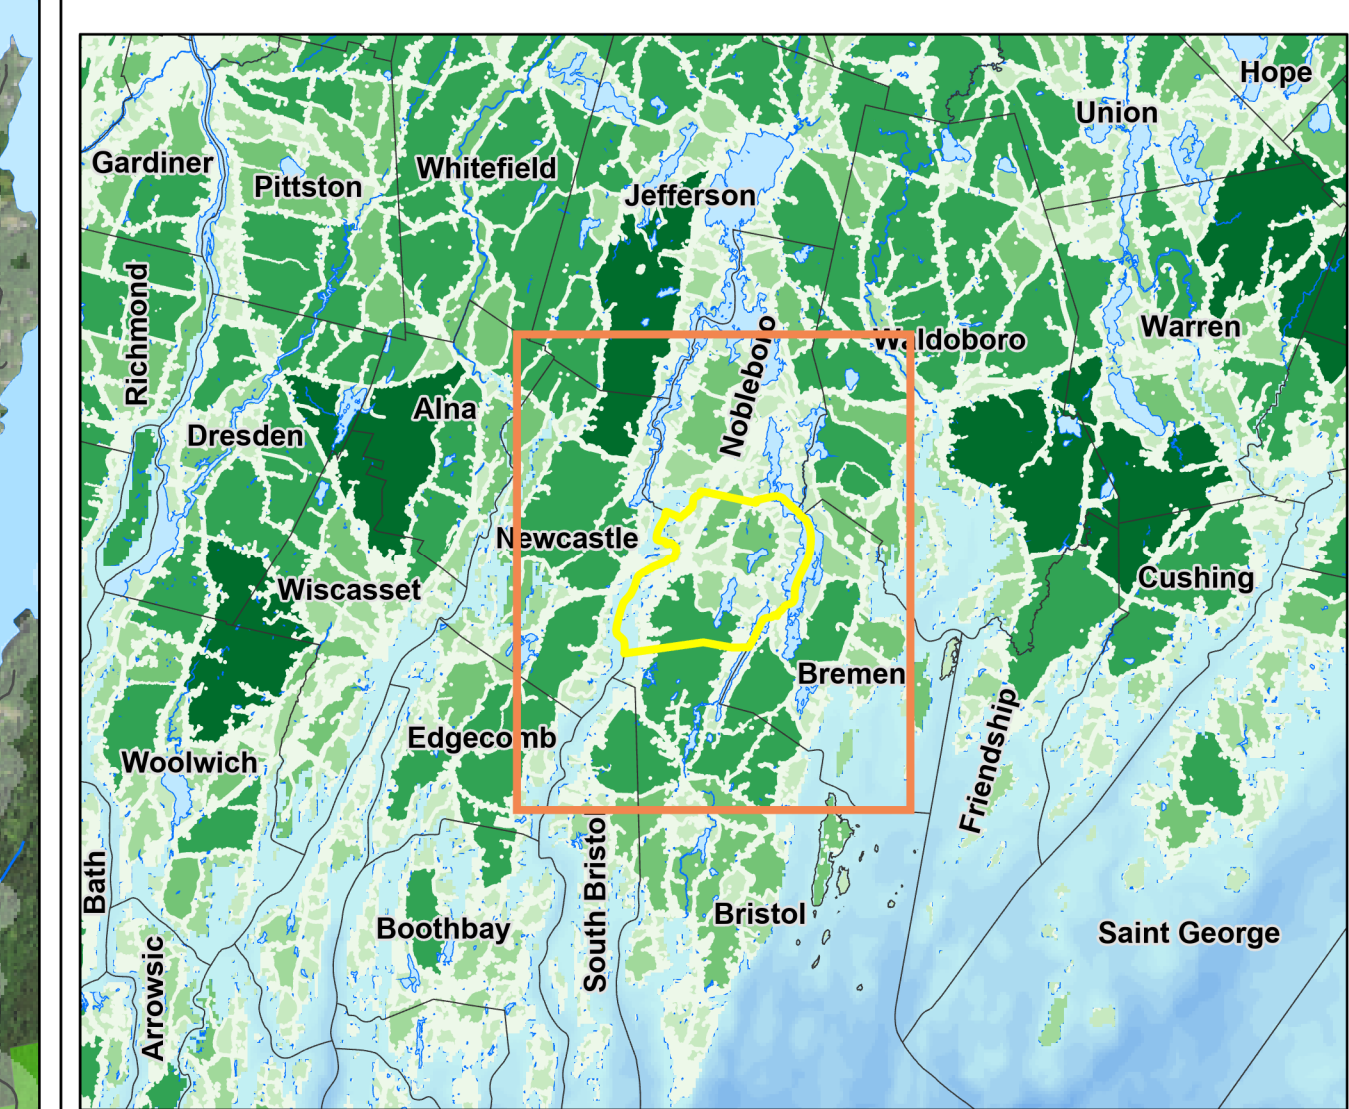 Hope
Union
Gardiner
Whitefield
Pittston
Jefferson
Richmond
Warren
Waldoboro
Nobleboro
Alna
Dresden
Newcastle
Cushing
Wiscasset
Bremen
Edgecomb
Friendship
Woolwich
Bath
South Bristol
Bristol
Boothbay
Saint George
Arrowsic